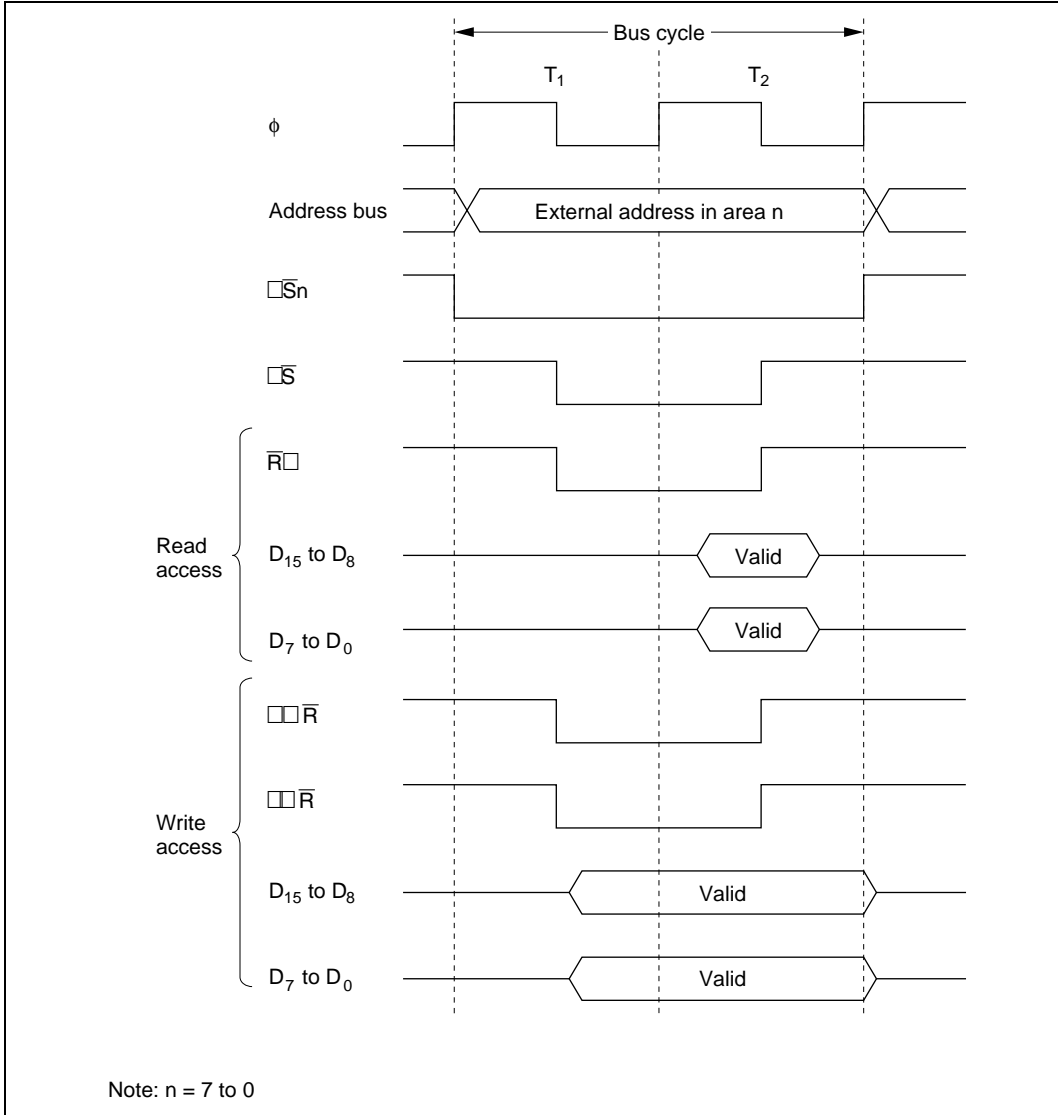 Bus cycle
T1 T2
ϕ
Address bus External address in area n
□S̅n
□S̅
R̅□
Read access
D15 to D8 Valid
D7 to D0 Valid
□□R̅
□□R̅
Write access
D15 to D8 Valid
D7 to D0 Valid
Note: n = 7 to 0